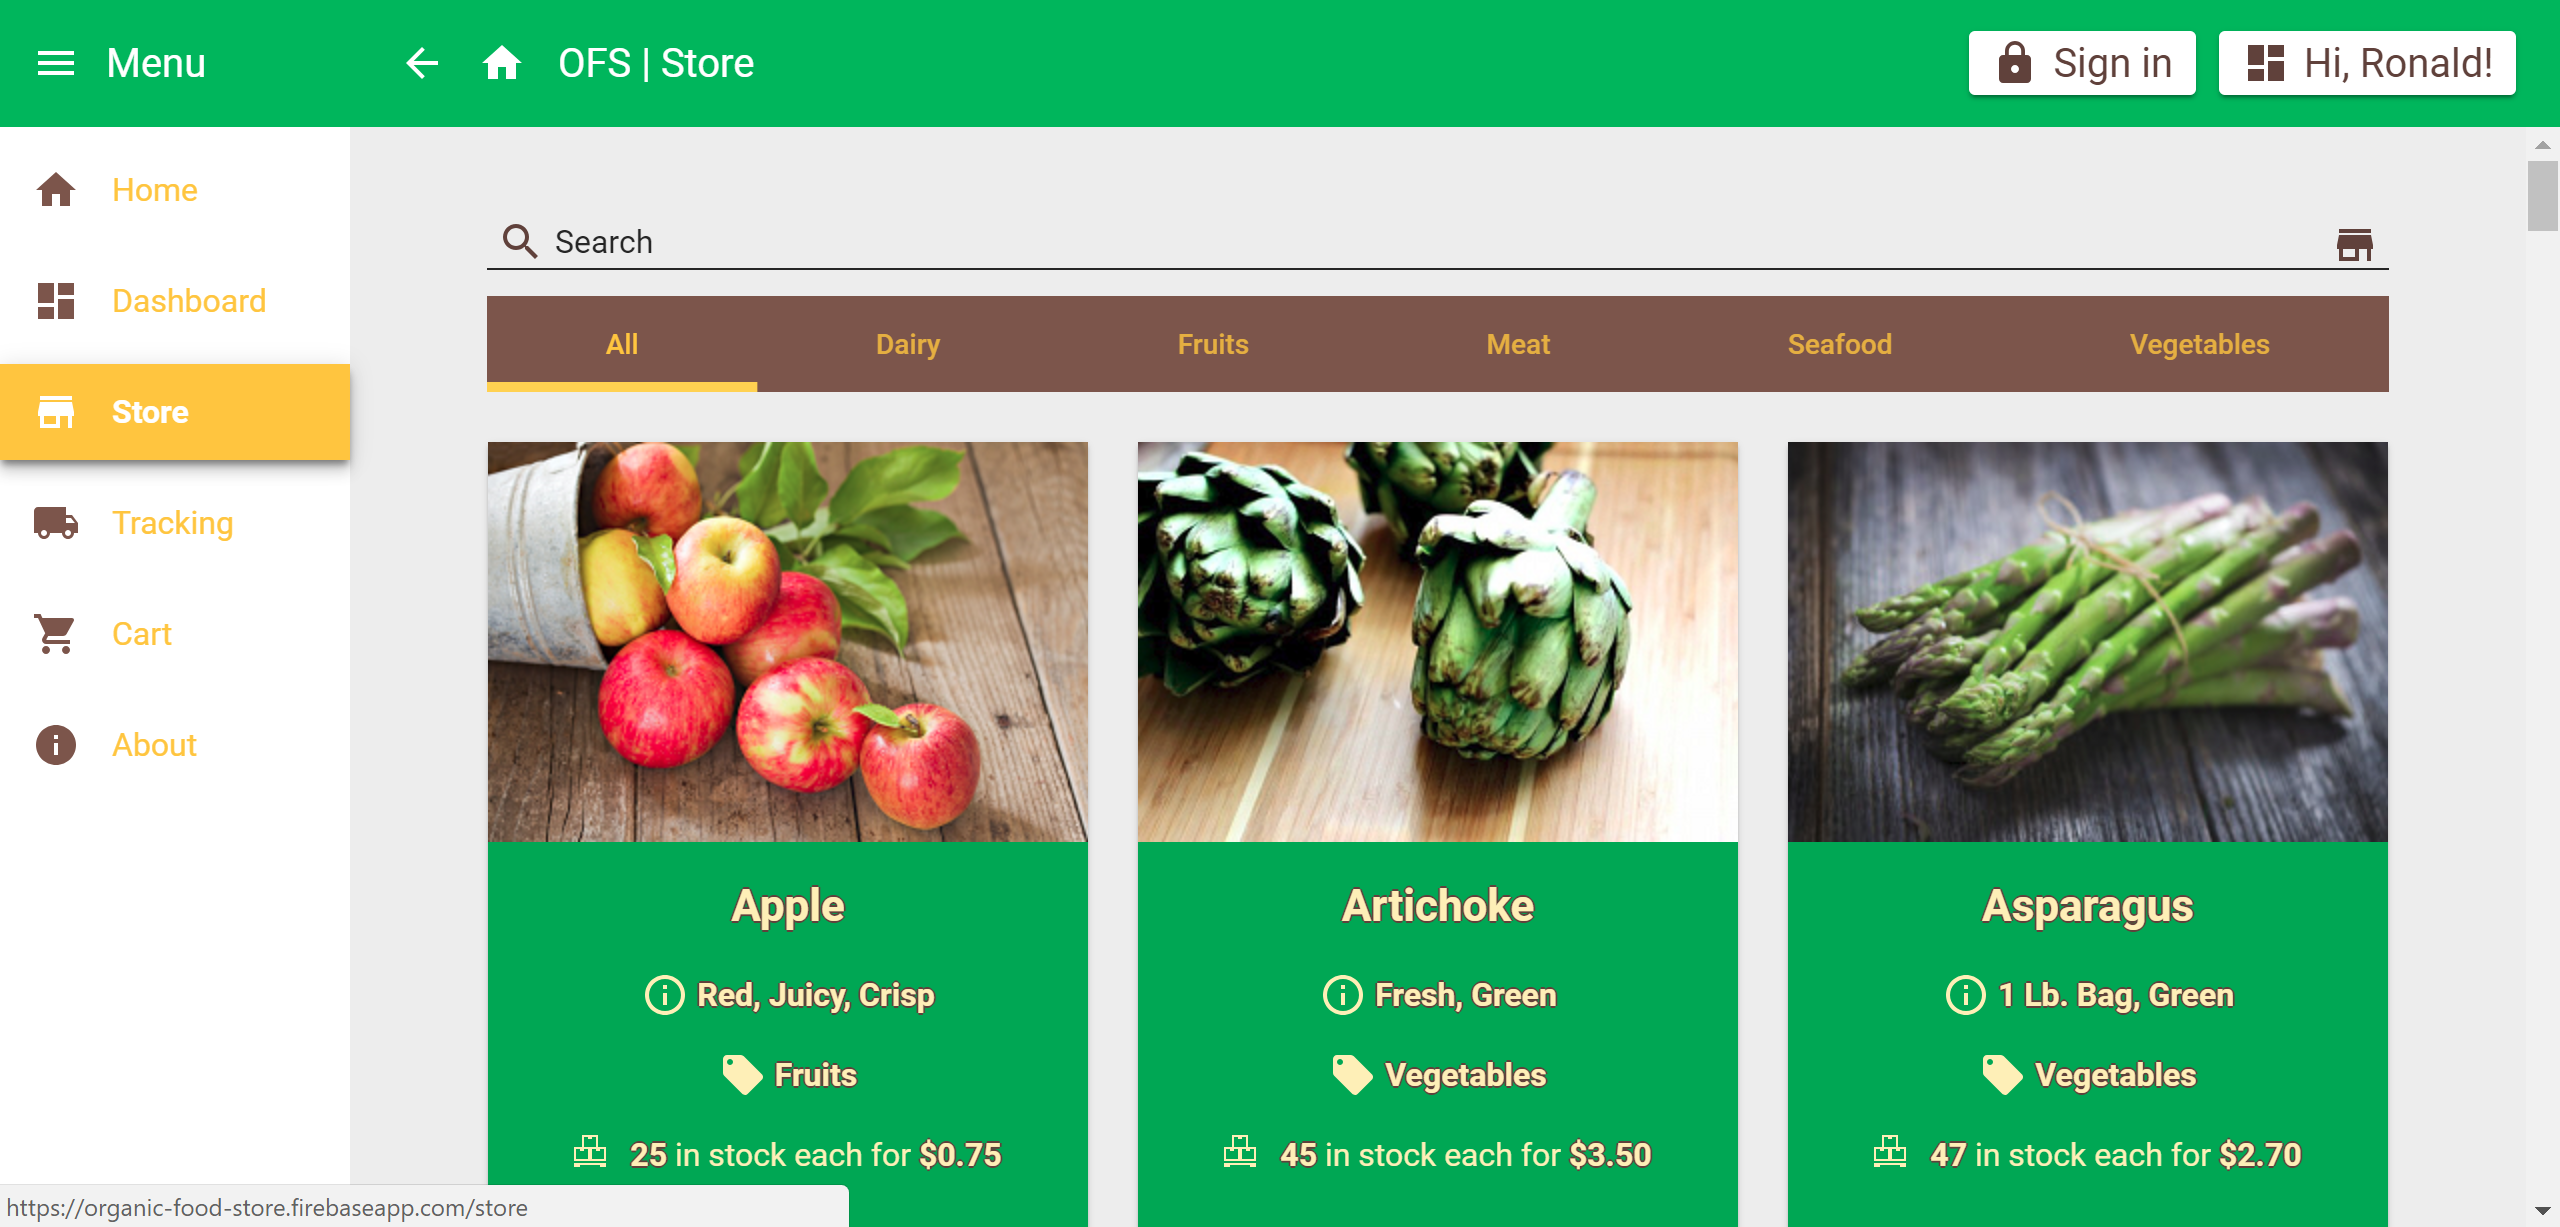 Menu
OFS | Store
Sign in
Hi, Ronald!
Home
Dashboard
Store
Tracking
Cart
About
Search
All
Dairy
Fruits
Meat
Seafood
Vegetables
Apple
Red, Juicy, Crisp
Fruits
25 in stock each for $0.75
Artichoke
Fresh, Green
Vegetables
45 in stock each for $3.50
Asparagus
1 Lb. Bag, Green
Vegetables
47 in stock each for $2.70
https://organic-food-store.firebaseapp.com/store